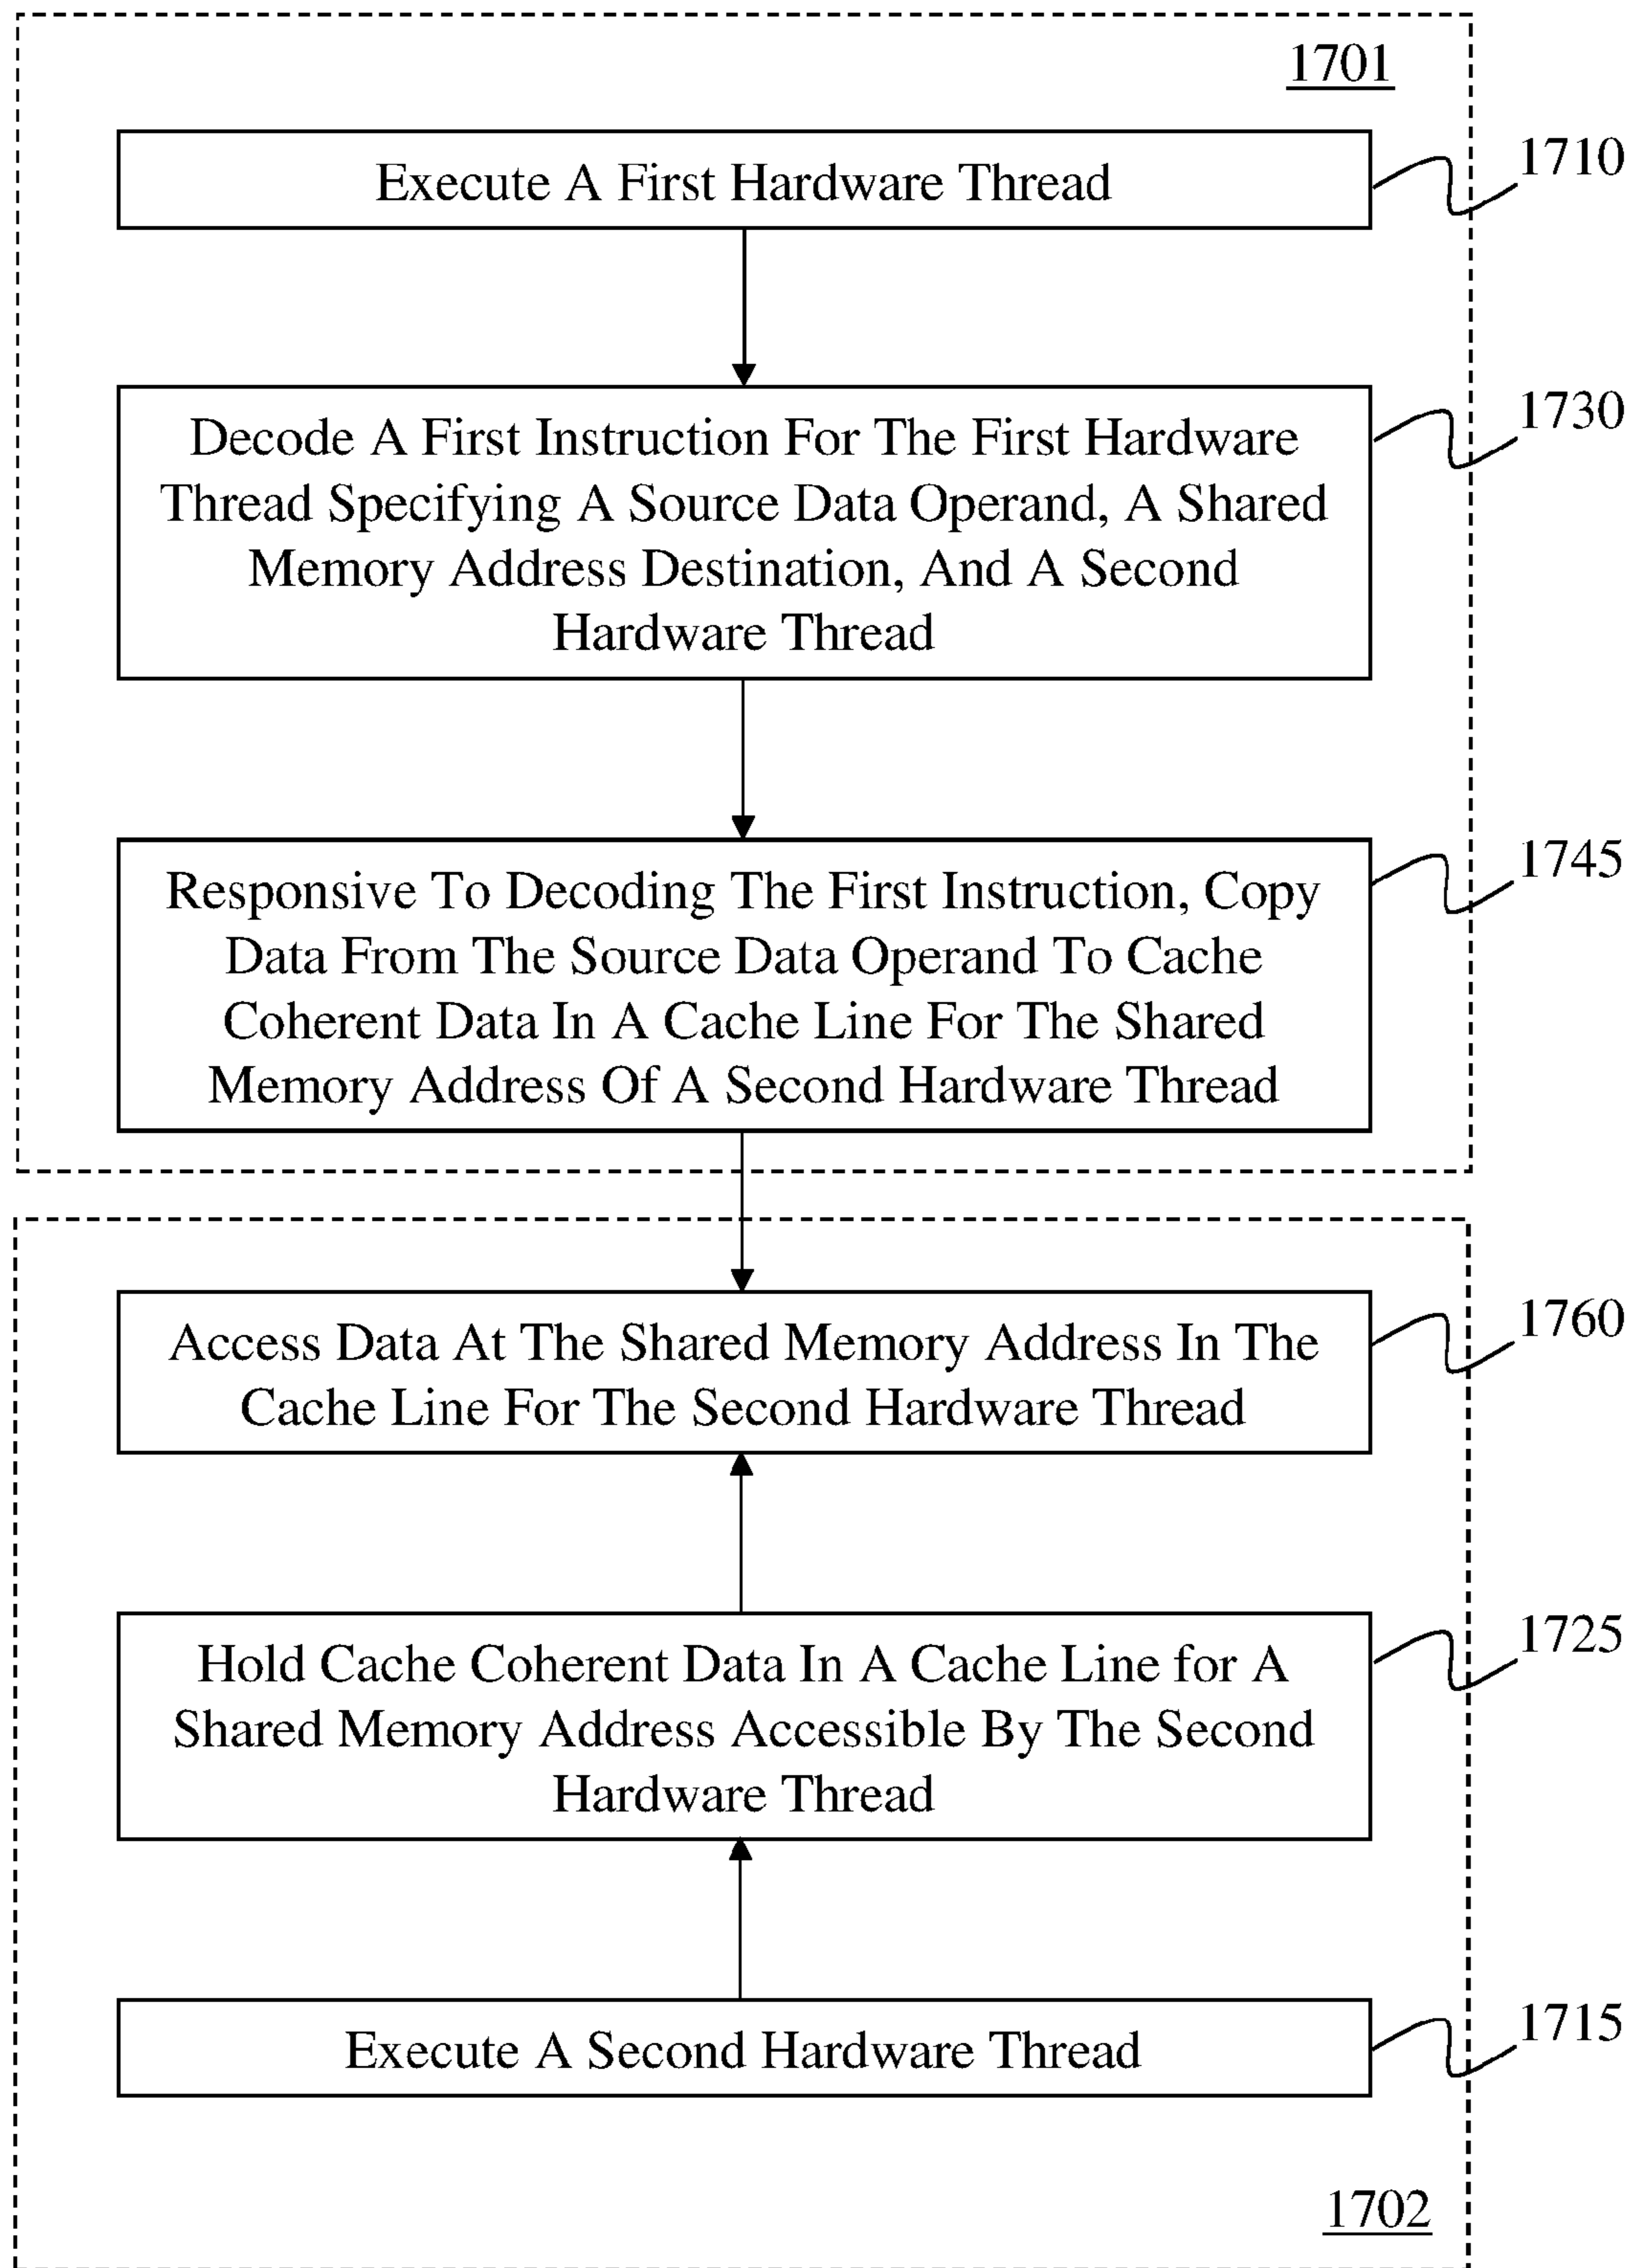 1701
Execute A First Hardware Thread
1710
Decode A First Instruction For The First Hardware
Thread Specifying A Source Data Operand, A Shared
Memory Address Destination, And A Second
Hardware Thread
1730
Responsive To Decoding The First Instruction, Copy
Data From The Source Data Operand To Cache
Coherent Data In A Cache Line For The Shared
Memory Address Of A Second Hardware Thread
1745
Access Data At The Shared Memory Address In The
Cache Line For The Second Hardware Thread
1760
Hold Cache Coherent Data In A Cache Line for A
Shared Memory Address Accessible By The Second
Hardware Thread
1725
Execute A Second Hardware Thread
1715
1702